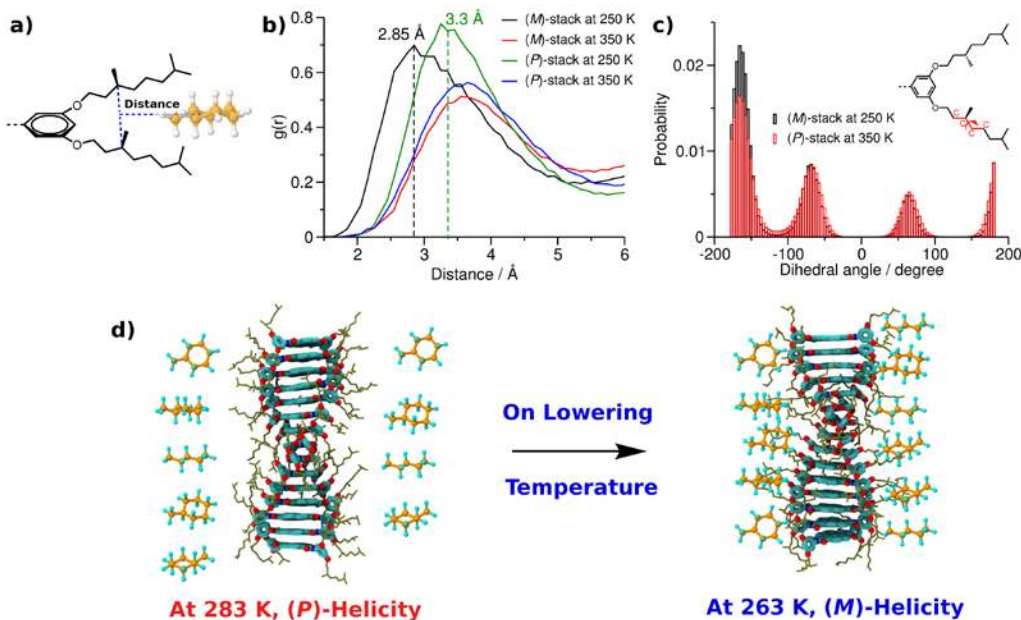 a)
O
O
Distance
b)
g(r)
0.8
0.6
0.4
0.2
0
2
3
4
5
6
Distance / Å
2.85 Å
3.3 Å
(M)-stack at 250 K
(M)-stack at 350 K
(P)-stack at 250 K
(P)-stack at 350 K
c)
Probability
0.02
0.01
0
-200
-100
0
100
200
Dihedral angle / degree
(M)-stack at 250 K
(P)-stack at 350 K
O
O
C
C
C
C
d)
On Lowering
Temperature
At 283 K, (P)-Helicity
At 263 K, (M)-Helicity